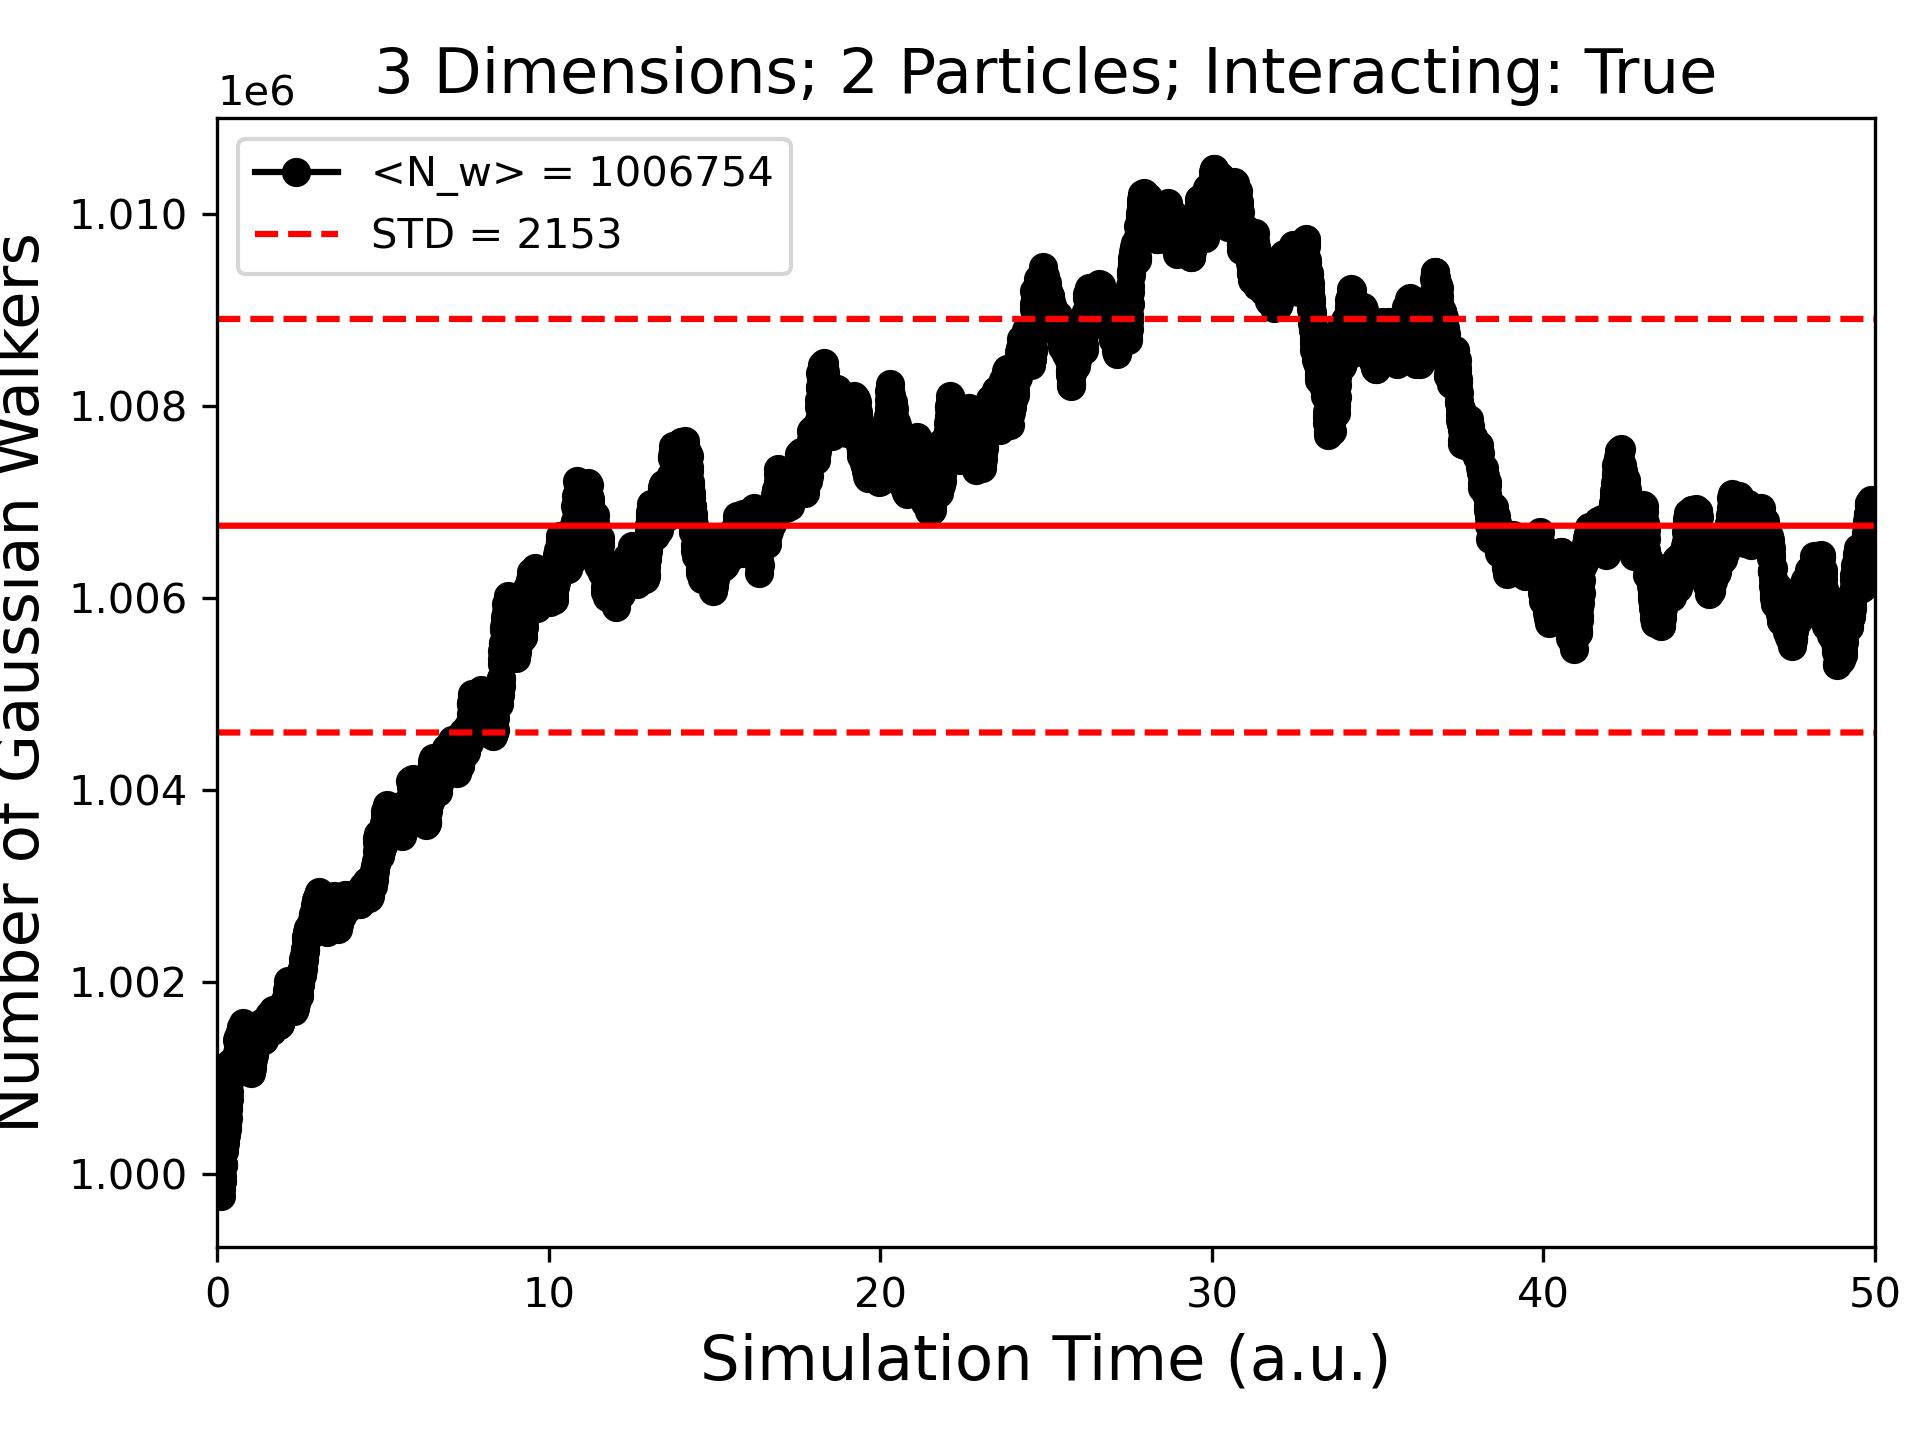 3 Dimensions; 2 Particles; Interacting: True
1e6
<N_w> = 1006754
STD = 2153
Number of Gaussian Walkers
1.010
1.008
1.006
1.004
1.002
1.000
0 10 20 30 40 50
Simulation Time (a.u.)